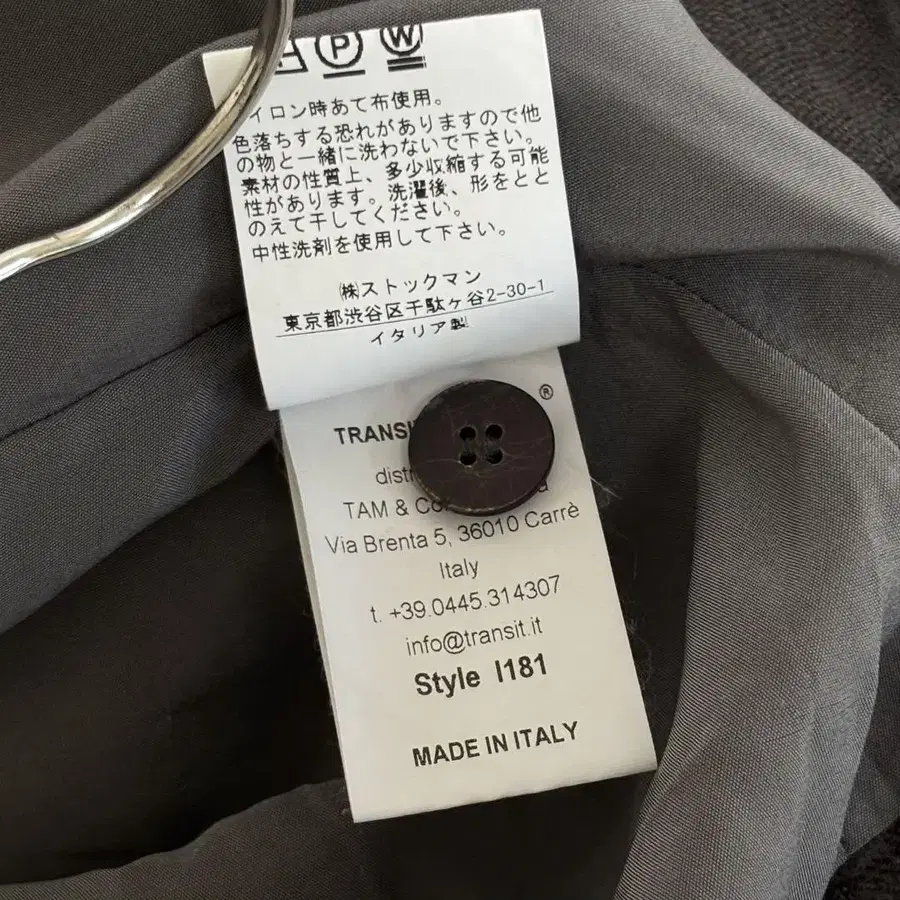 P W
イロン時あて布使用。
色落ちする恐れがありますので他
の物と一緒に洗わないで下さい。
素材の性質上、多少収縮する可能
性があります。洗濯後、形をとと
のえて干してください。
中性洗剤を使用して下さい。
㈱ストックマン
東京都渋谷区千駄ヶ谷2-30-1
イタリア製
®
TAM &
Via Brenta 5, 36010 Carrè
Italy
t. +39.0445.314307
info@transit.it
Style I181
MADE IN ITALY